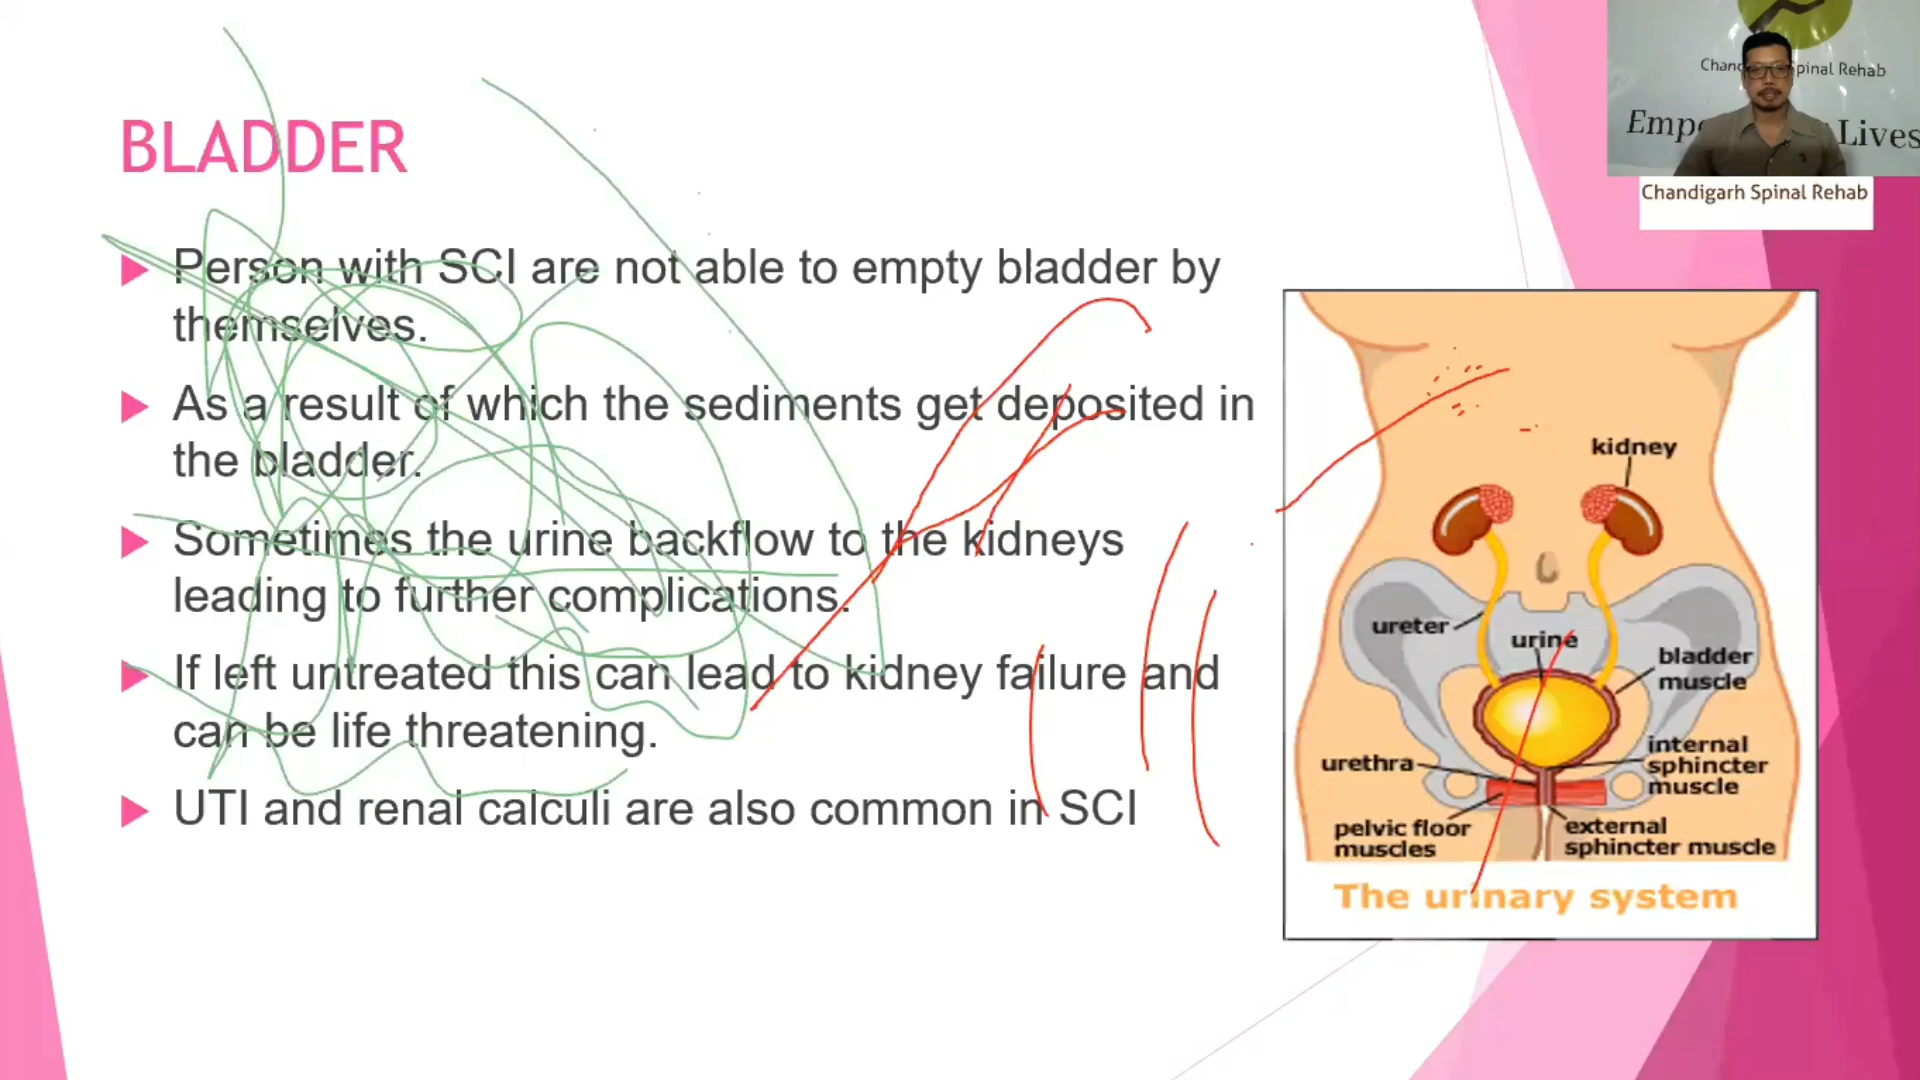 BLADDER
Person with SCI are not able to empty bladder by
themselves.
As a result of which the sediments get deposited in
the bladder.
Sometimes the urine backflow to the kidneys
leading to further complications.
If left untreated this can lead to kidney failure and
can be life threatening.
UTI and renal calculi are also common in SCI
pinal Rehab
Lives
Chandigarh Spinal Rehab
kidney
ureter
urine
bladder
muscle
urethra
internal
sphincter
muscle
pelvic floor
muscles
external
sphincter muscle
The urinary system